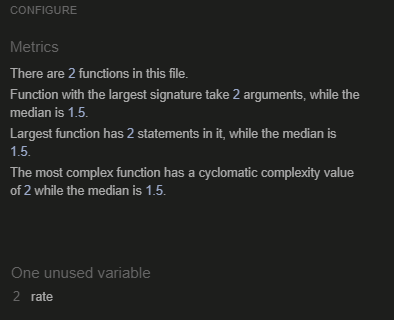 CONFIGURE
Metrics
There are 2 functions in this file.
Function with the largest signature take 2 arguments, while the
median is 1.5.
Largest function has 2 statements in it, while the median is
1.5.
The most complex function has a cyclomatic complexity value
of 2 while the median is 1.5.
One unused variable
2 rate